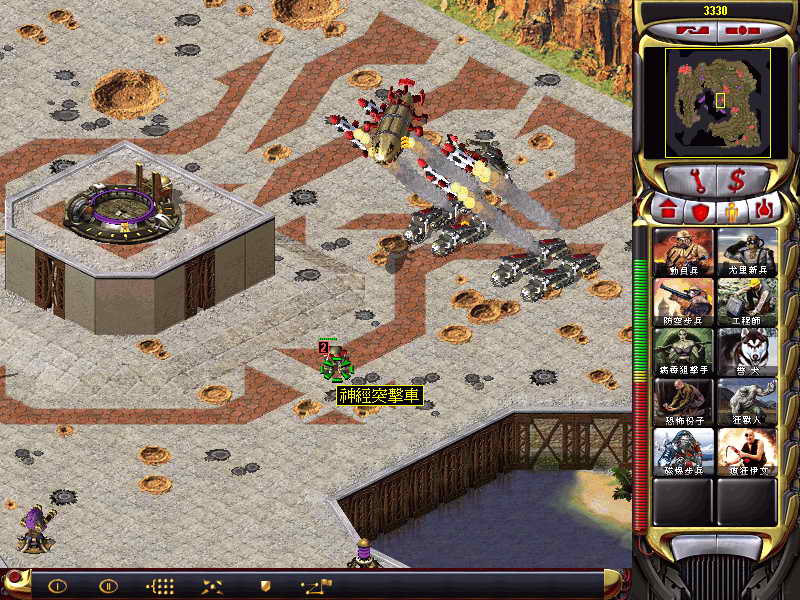 3330
$
動員兵
尤里新兵
防空步兵
工程師
病毒狙擊手
警犬
恐怖份子
狂獸人
磁爆步兵
瘋狂伊文
2
神經突擊車
I
II